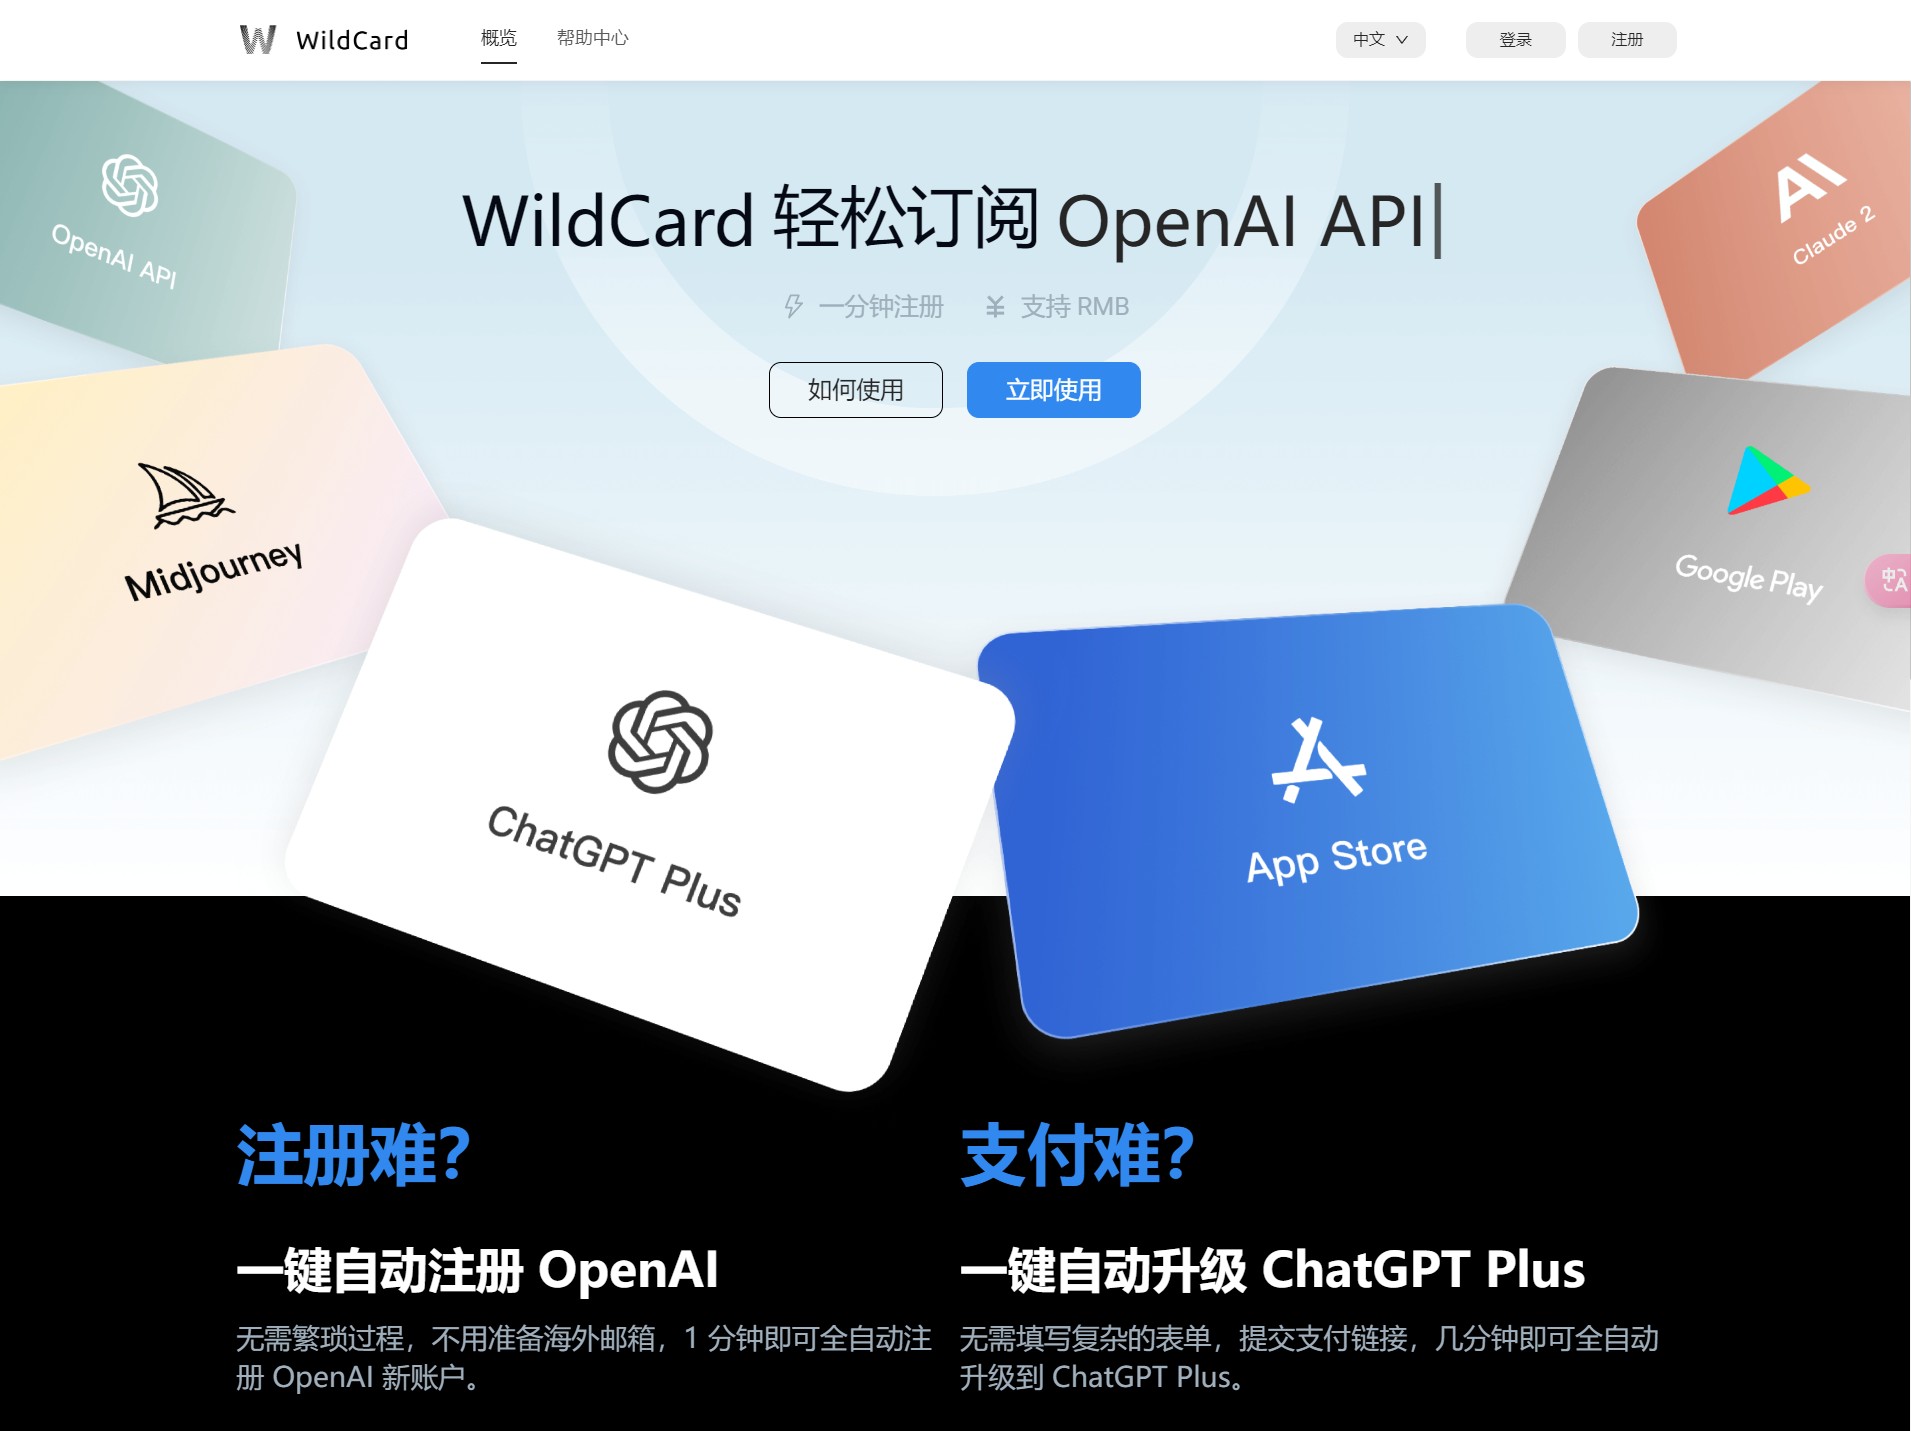 WildCard
概览
帮助中心
中文
登录
注册
WildCard 轻松订阅 OpenAI API
一分钟注册
支持 RMB
如何使用
立即使用
OpenAI API
Claude 2
Midjourney
Google Play
中A
ChatGPT Plus
App Store
注册难？
一键自动注册 OpenAI
无需繁琐过程，不用准备海外邮箱，1 分钟即可全自动注
册 OpenAI 新账户。
支付难？
一键自动升级 ChatGPT Plus
无需填写复杂的表单，提交支付链接，几分钟即可全自动
升级到 ChatGPT Plus。